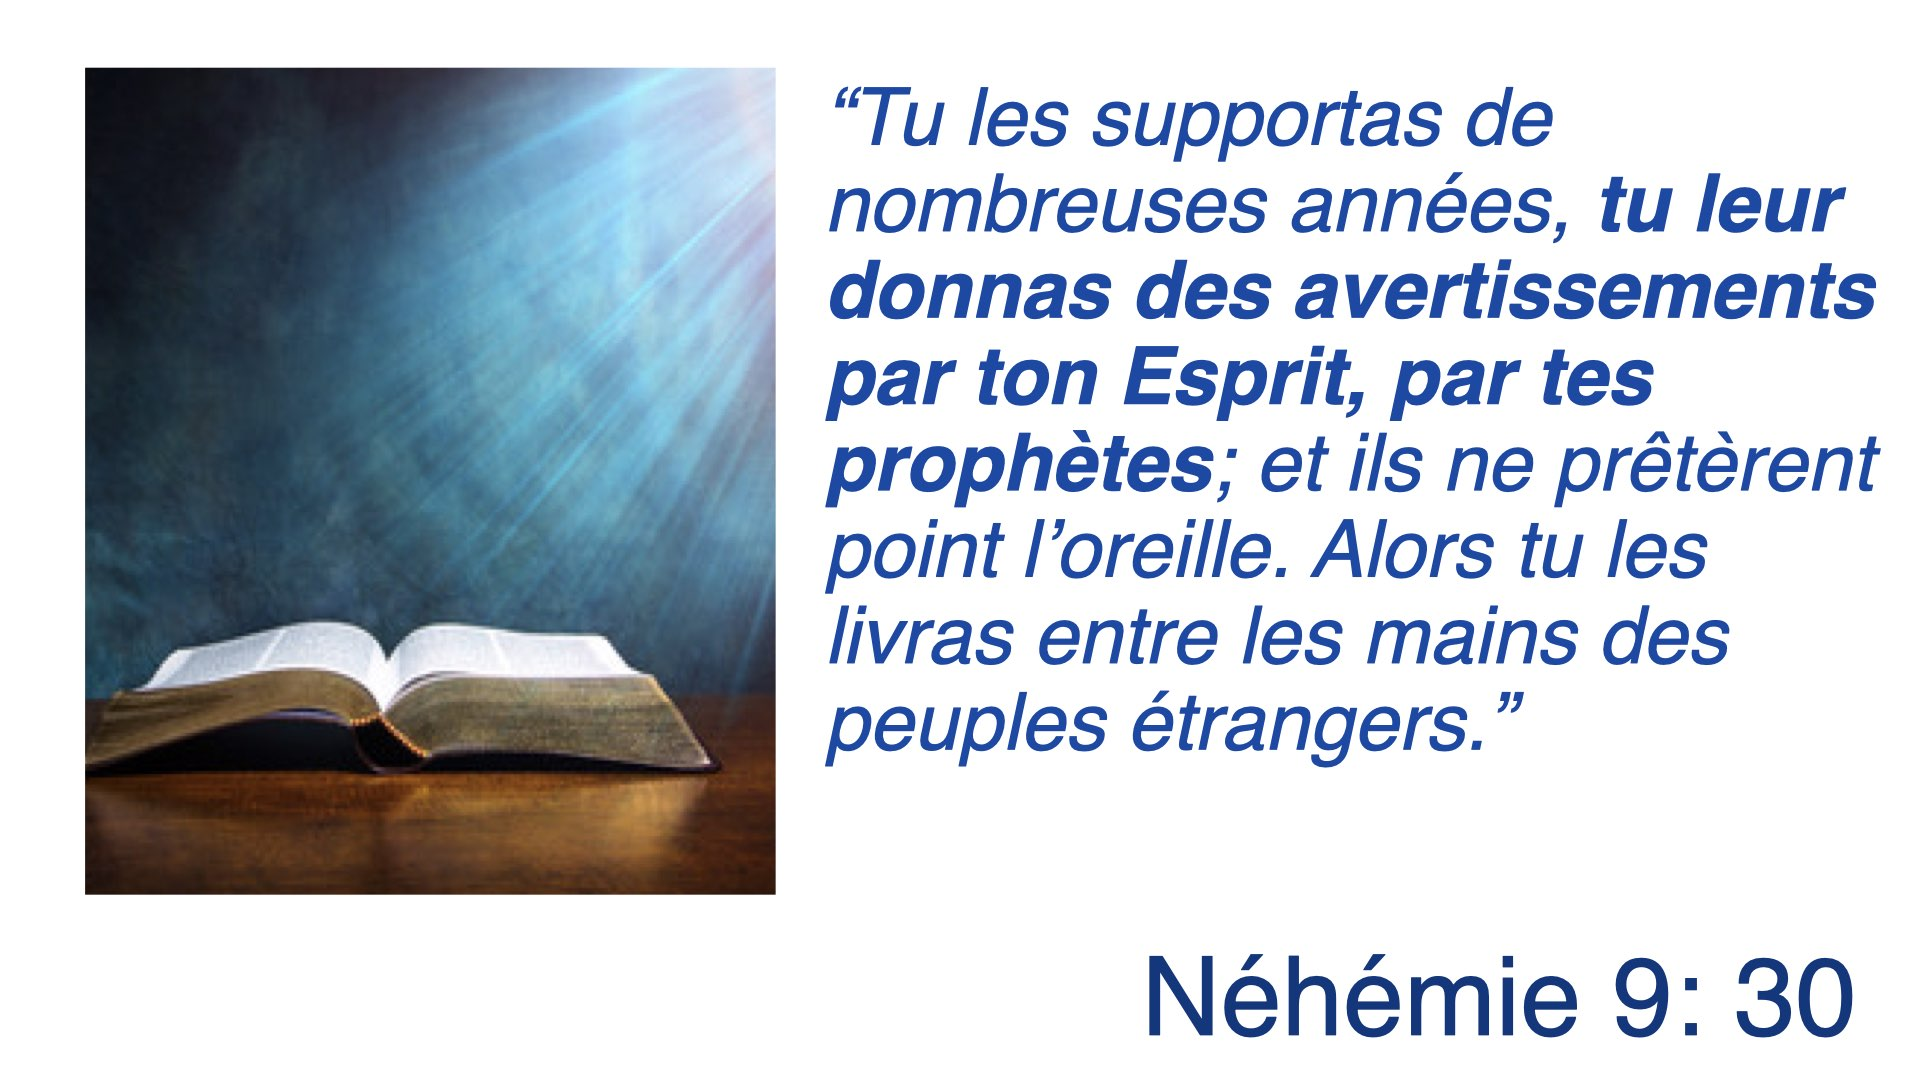 “Tu les supportas de
nombreuses années, tu leur
donnas des avertissements
par ton Esprit, par tes
prophètes; et ils ne prêtèrent
point l’oreille. Alors tu les
livras entre les mains des
peuples étrangers.”
Néhémie 9: 30